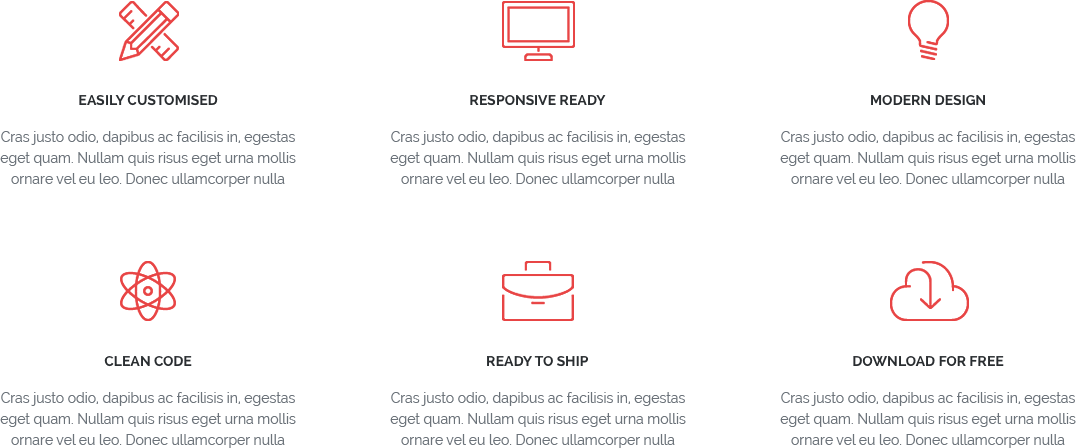 EASILY CUSTOMISED
Cras justo odio, dapibus ac facilisis in, egestas
eget quam. Nullam quis risus eget urna mollis
ornare vel eu leo. Donec ullamcorper nulla
RESPONSIVE READY
Cras justo odio, dapibus ac facilisis in, egestas
eget quam. Nullam quis risus eget urna mollis
ornare vel eu leo. Donec ullamcorper nulla
MODERN DESIGN
Cras justo odio, dapibus ac facilisis in, egestas
eget quam. Nullam quis risus eget urna mollis
ornare vel eu leo. Donec ullamcorper nulla
CLEAN CODE
Cras justo odio, dapibus ac facilisis in, egestas
eget quam. Nullam quis risus eget urna mollis
ornare vel eu leo. Donec ullamcorper nulla
READY TO SHIP
Cras justo odio, dapibus ac facilisis in, egestas
eget quam. Nullam quis risus eget urna mollis
ornare vel eu leo. Donec ullamcorper nulla
DOWNLOAD FOR FREE
Cras justo odio, dapibus ac facilisis in, egestas
eget quam. Nullam quis risus eget urna mollis
ornare vel eu leo. Donec ullamcorper nulla